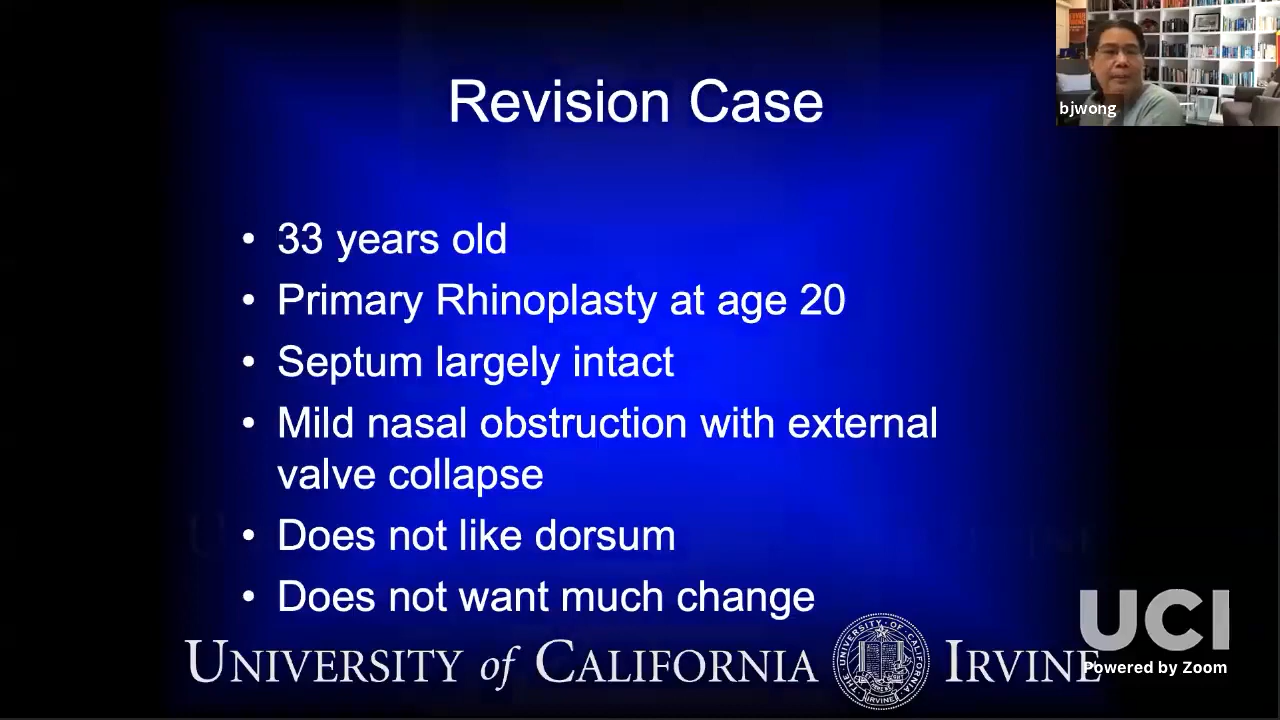 Revision Case
bjwong
• 33 years old
• Primary Rhinoplasty at age 20
• Septum largely intact
• Mild nasal obstruction with external
valve collapse
• Does not like dorsum
• Does not want much change
UNIVERSITY of CALIFORNIA IRVINE
UCI
Powered by Zoom